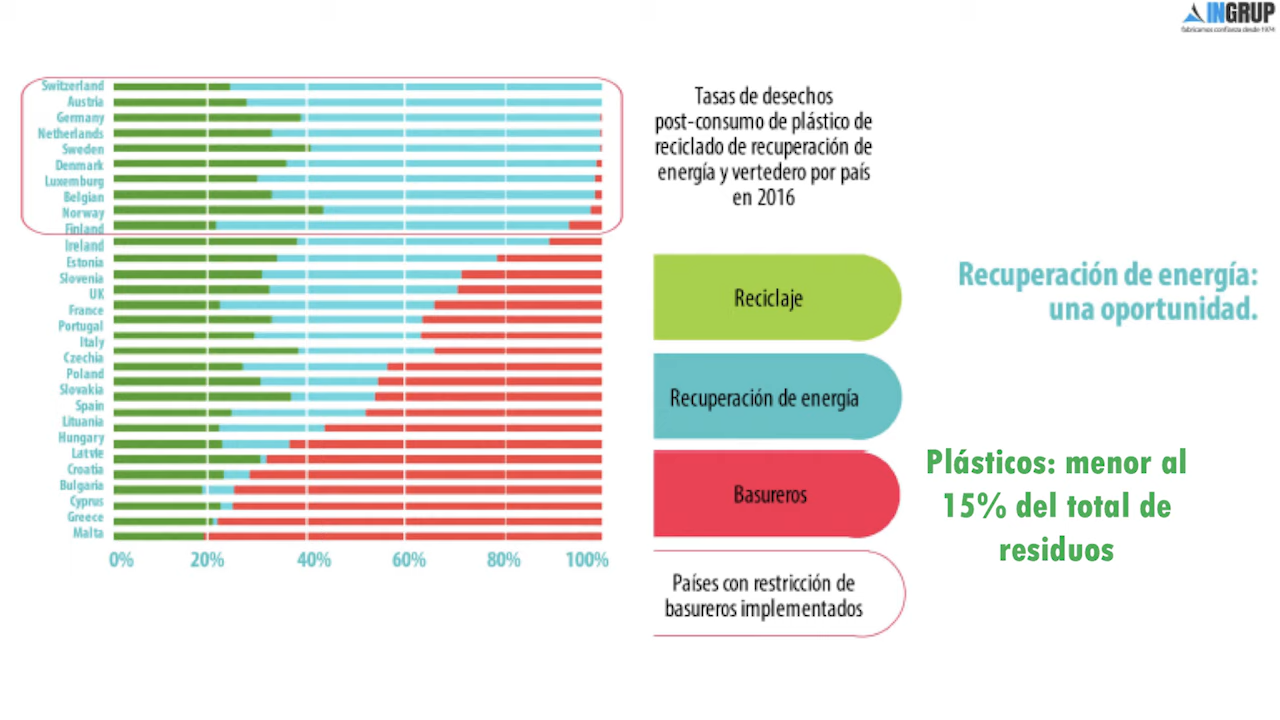 INGRUP
fabricamos confianza desde 1974
Switzerland
Austria
Germany
Netherlands
Sweden
Denmark
Luxemburg
Belgian
Norway
Finland
Ireland
Estonia
Slovenia
UK
France
Portugal
Italy
Czechia
Poland
Slovakia
Spain
Lituania
Hungary
Latvie
Croatia
Bulgaria
Cyprus
Greece
Malta
0% 20% 40% 60% 80% 100%
Tasas de desechos
post-consumo de plástico de
reciclado de recuperación de
energía y vertedero por país
en 2016
Reciclaje
Recuperación de energía
Basureros
Países con restricción de
basureros implementados
Recuperación de energía:
una oportunidad.
Plásticos: menor al
15% del total de
residuos